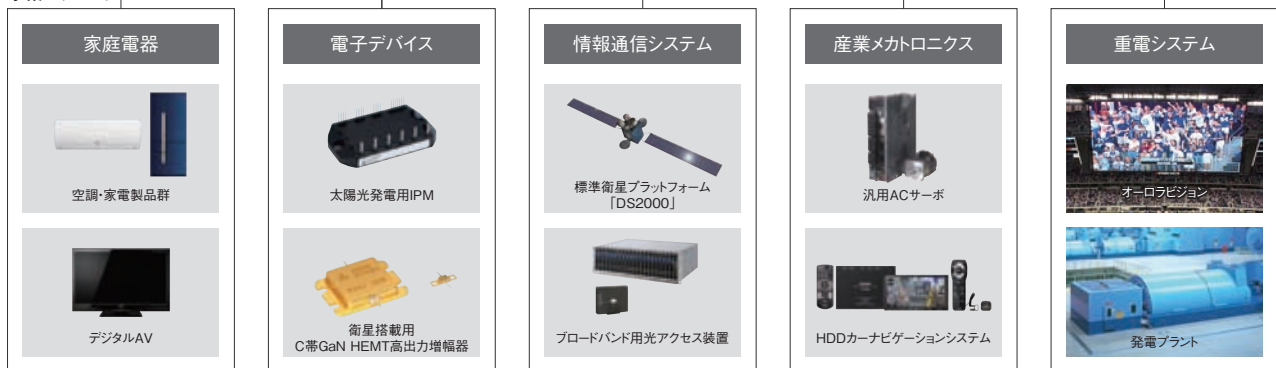 家庭電器
空調・家電製品群
デジタルAV
電子デバイス
太陽光発電用IPM
衛星搭載用
C帯GaN HEMT高出力増幅器
情報通信システム
標準衛星プラットフォーム
「DS2000」
ブロードバンド用光アクセス装置
産業メカトロニクス
汎用ACサーボ
HDDカーナビゲーションシステム
重電システム
オーロラビジョン
発電プラント